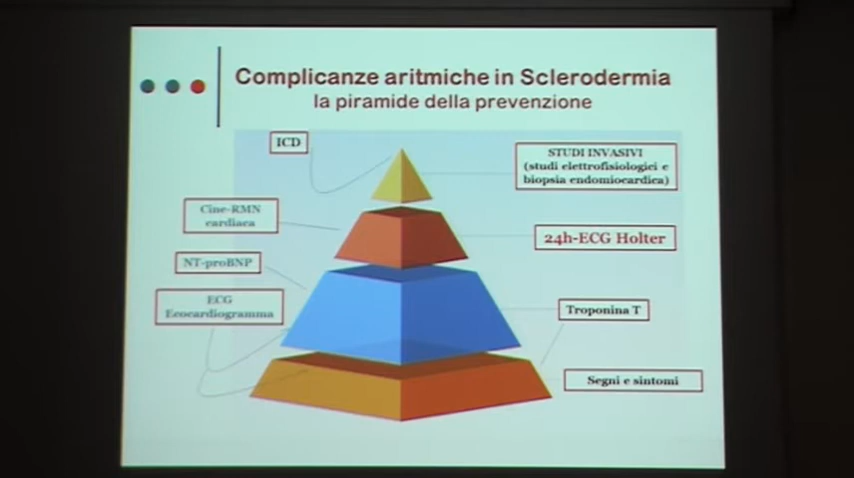 Complicanze aritmiche in Sclerodermia
la piramide della prevenzione
ICD
STUDI INVASIVI
(studi elettrofisiologici e
biopsia endomiocardica)
Cine-RMN
cardiaca
24h-ECG Holter
NT-proBNP
ECG
Ecocardiogramma
Troponina T
Segni e sintomi